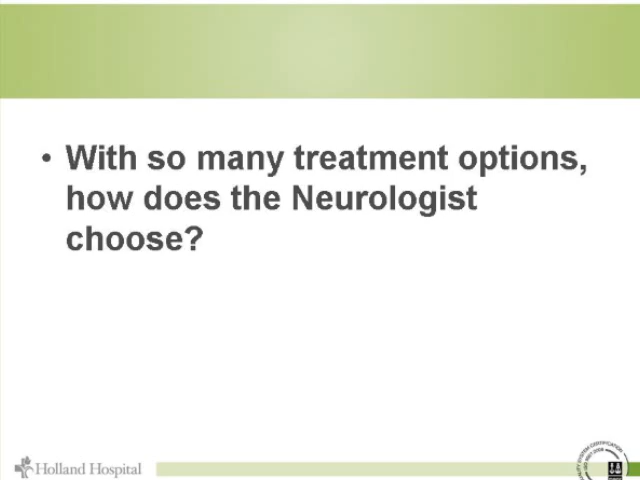 • With so many treatment options,
how does the Neurologist
choose?
Holland Hospital